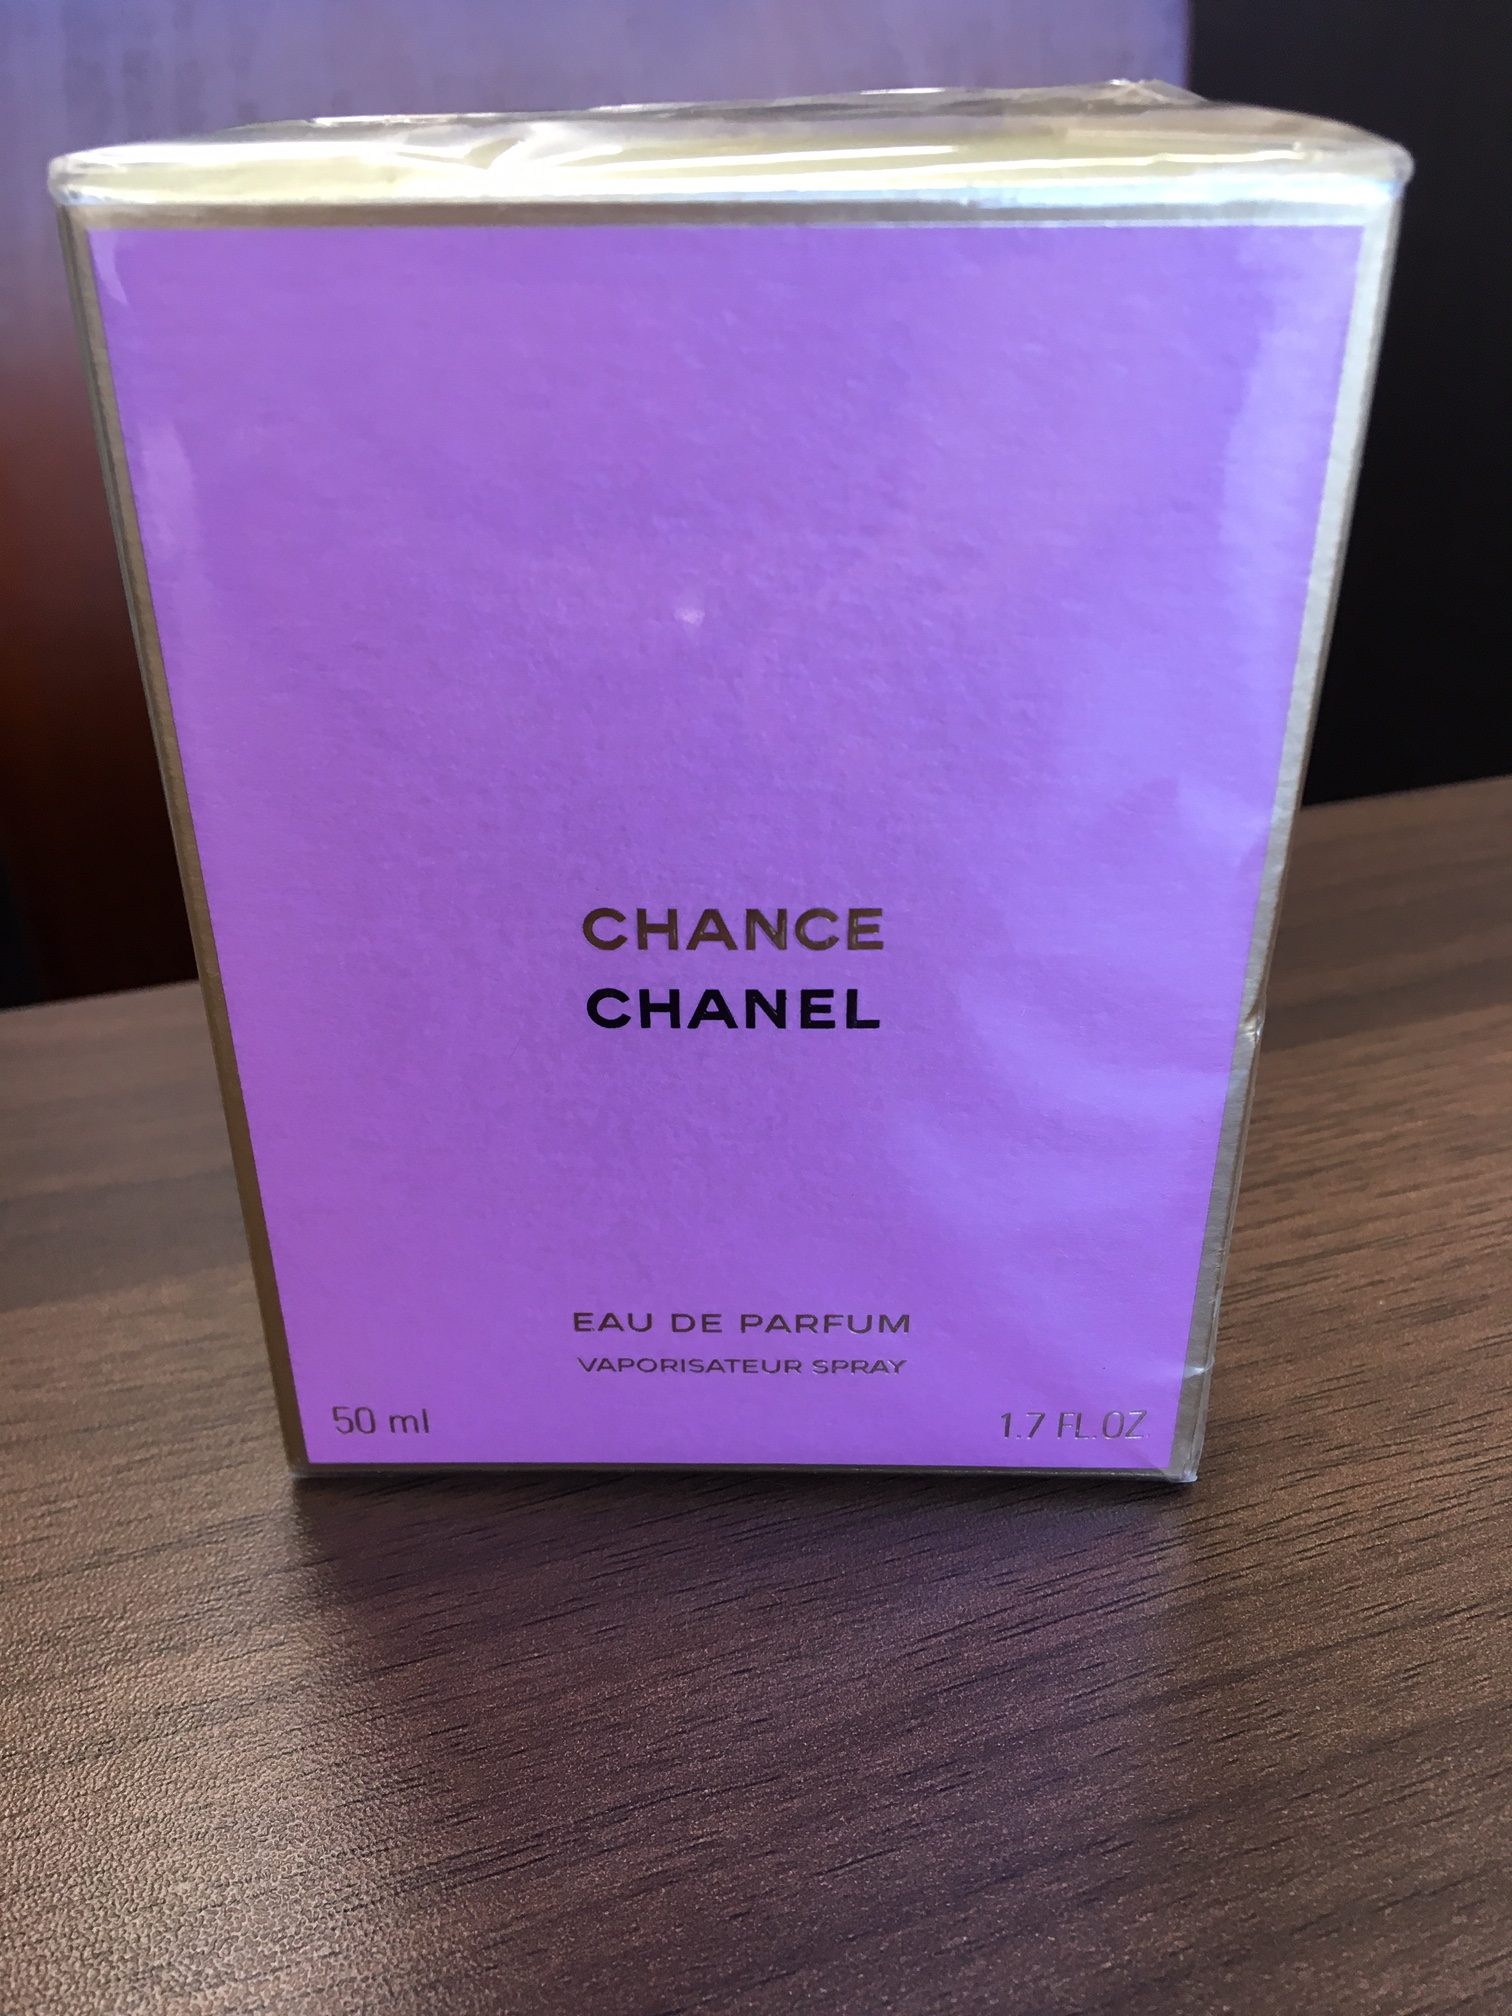 CHANCE
CHANEL
EAU DE PARFUM
VAPORISATEUR SPRAY
50 ml
1.7 FL.OZ.